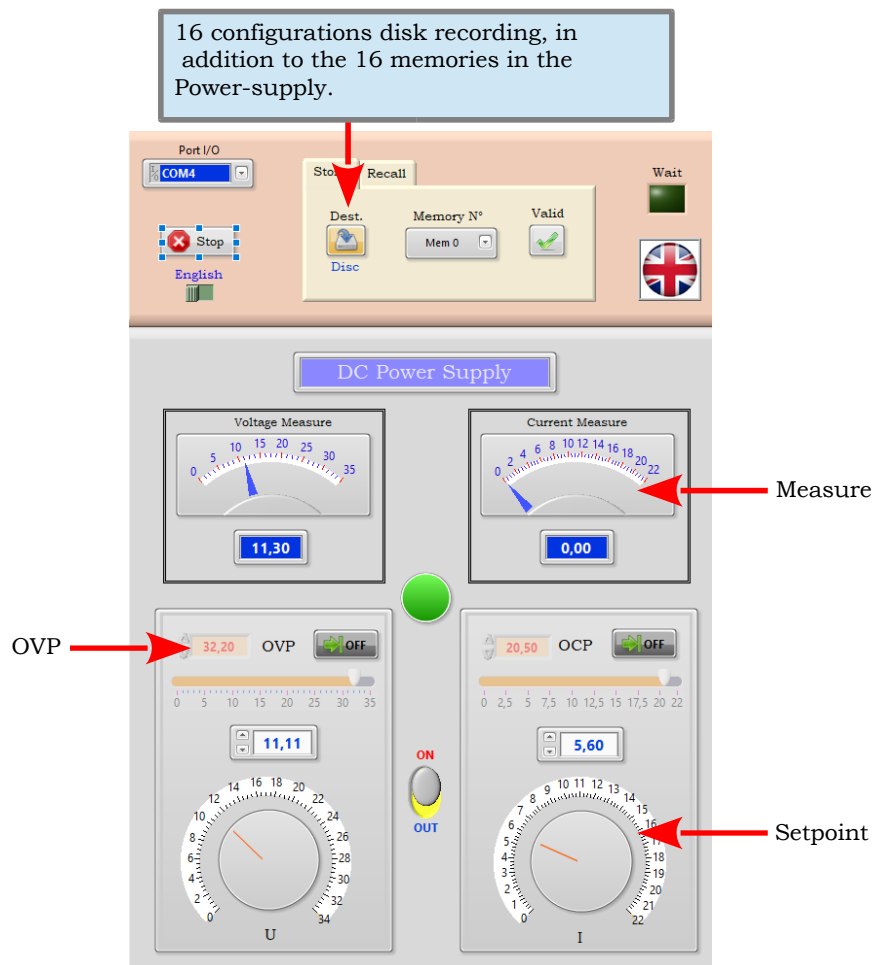 16 configurations disk recording, in
addition to the 16 memories in the
Power-supply.
Port I/O
I/O COM4
Recall
Wait
Dest.
Memory N°
Valid
Stop
Mem 0
Disc
English
DC Power Supply
Voltage Measure
0 5 10 15 20 25 30 35
11,30
Current Measure
0 2 4 6 8 10 12 14 16 18 20 22
0,00
Measure
OVP
32,20 OVP OFF
0 5 10 15 20 25 30 35
11,11
0 2 4 6 8 10 12 14 16 18 20 22 24 26 28 30 32 34
U
ON
OUT
20,50 OCP OFF
0 2,5 5 7,5 10 12,5 15 17,5 20 22
5,60
0 1 2 3 4 5 6 7 8 9 10 11 12 13 14 15 16 17 18 19 20 21 22
I
Setpoint